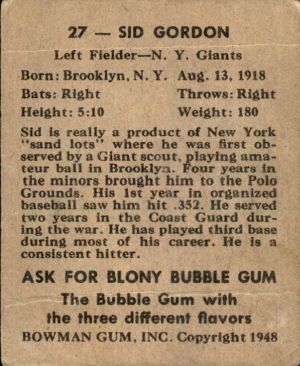 27 — SID GORDON
Left Fielder—N. Y. Giants
Born: Brooklyn, N. Y. Aug. 13, 1918
Bats: Right Throws: Right
Height: 5:10 Weight: 180
Sid is really a product of New York
"sand lots" where he was first ob-
served by a Giant scout, playing ama-
teur ball in Brooklyn. Four years in
the minors brought him to the Polo
Grounds. His 1st year in organized
baseball saw him hit .352. He served
two years in the Coast Guard dur-
ing the war. He has played third base
during most of his career. He is a
consistent hitter.
ASK FOR BLONY BUBBLE GUM
The Bubble Gum with
the three different flavors
BOWMAN GUM, INC. Copyright 1948